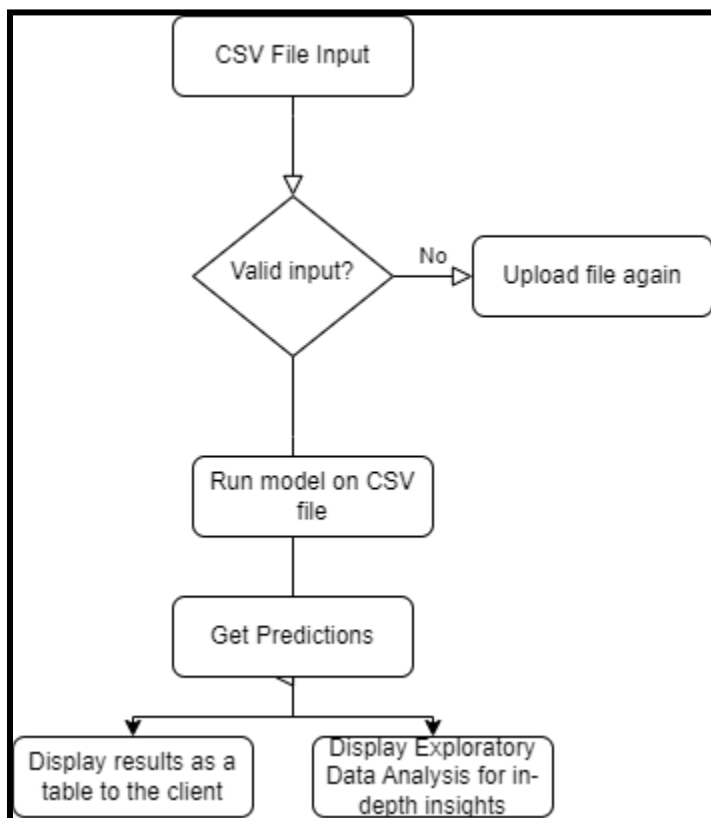 CSV File Input
Valid input?
No
Upload file again
Run model on CSV
file
Get Predictions
Display results as a
table to the client
Display Exploratory
Data Analysis for in-
depth insights